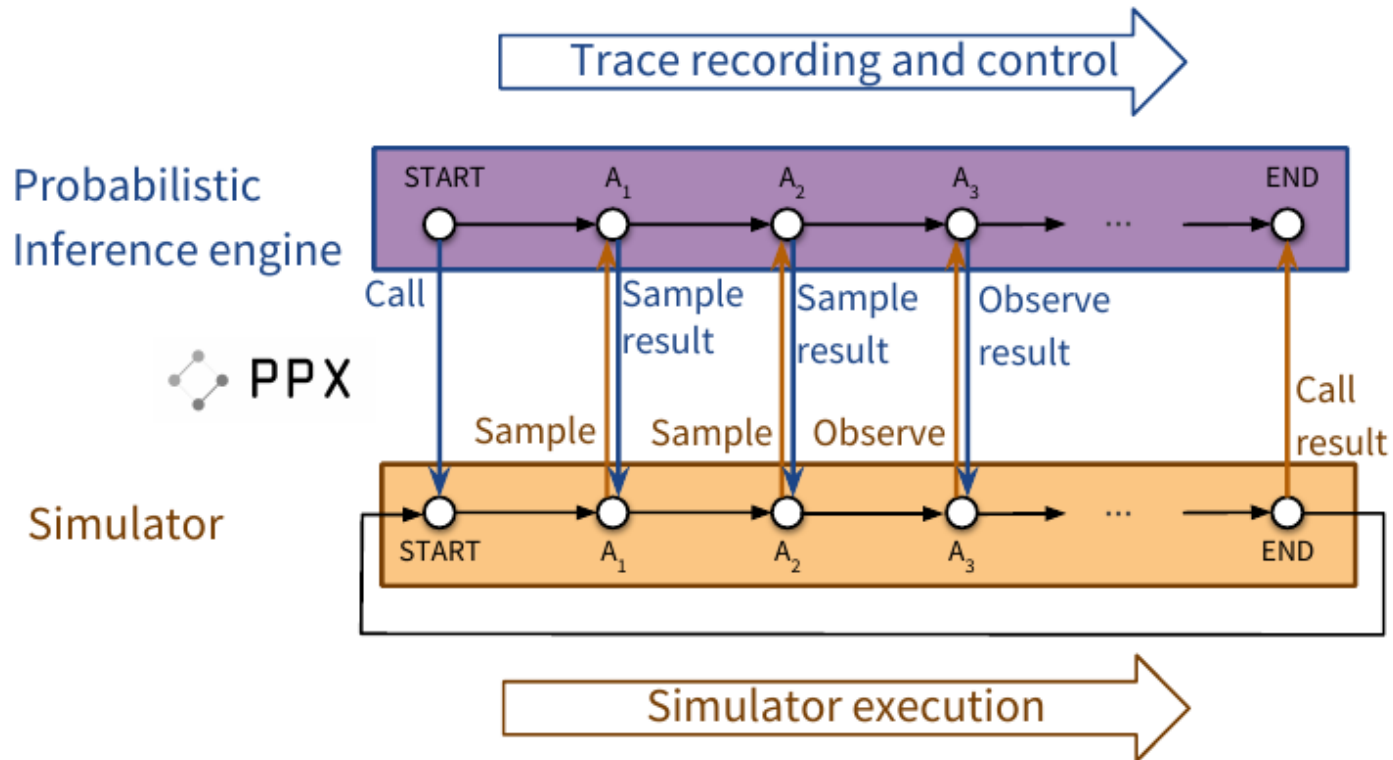 Trace recording and control
Probabilistic
Inference engine
START A₁ A₂ A₃ ... END
Call
Sample
result
Sample
result
Observe
result
PPX
Call
result
Sample Sample Observe
Simulator
START A₁ A₂ A₃ ... END
Simulator execution